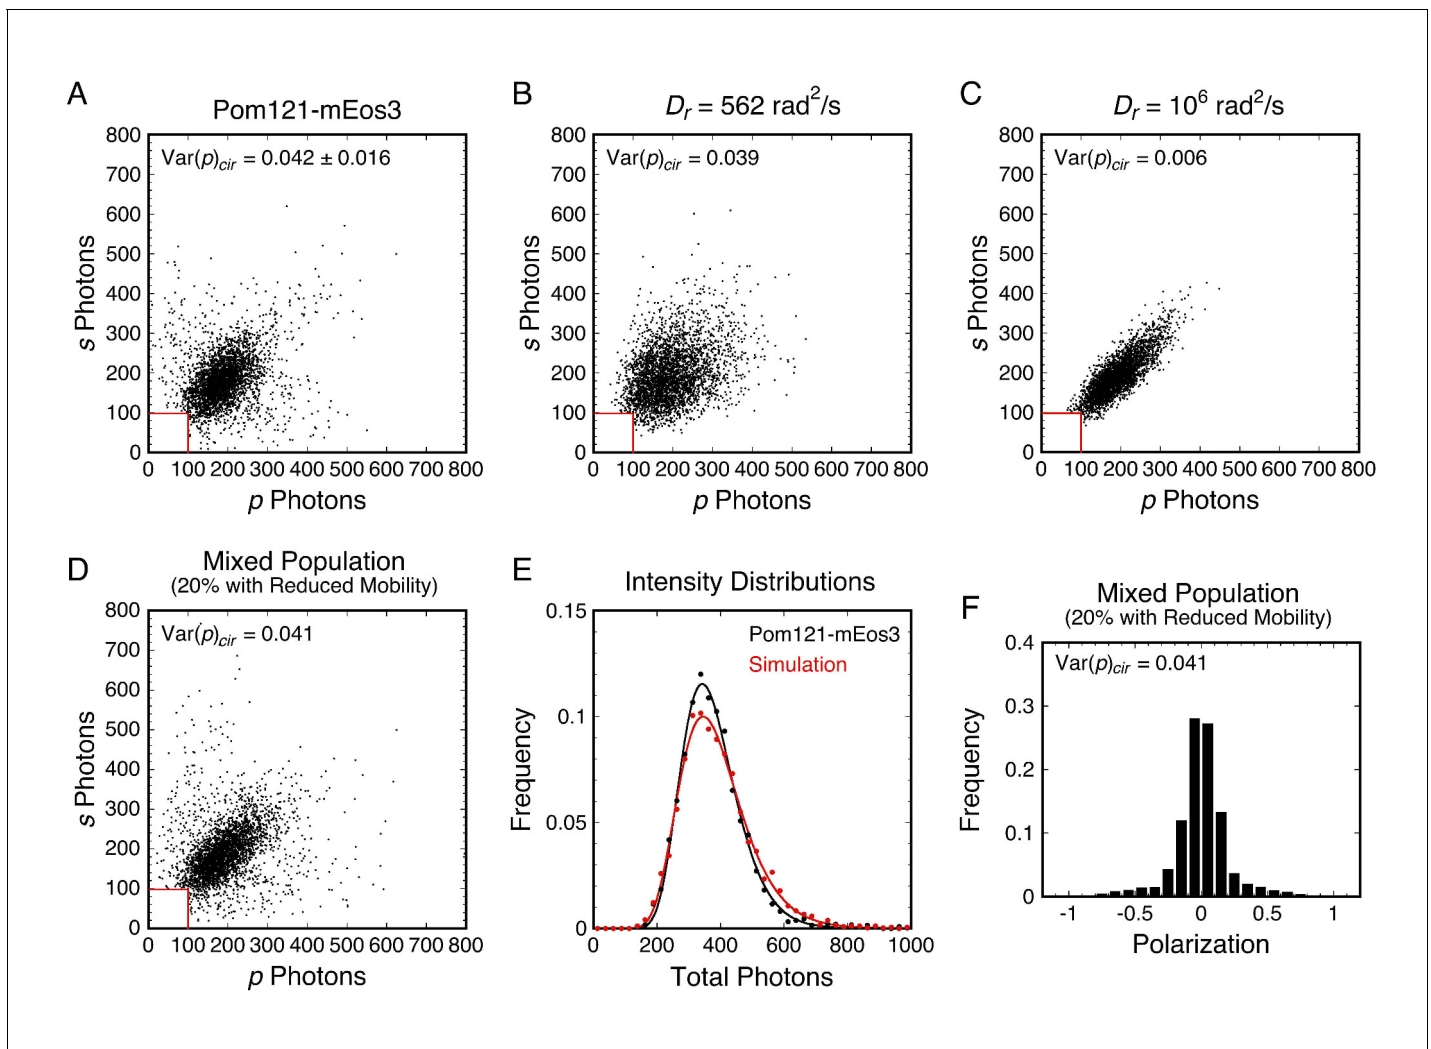 A
Pom121-mEos3
Var(p)cir = 0.042 ± 0.016
800
700
600
500
400
300
200
100
0
s Photons
0 100 200 300 400 500 600 700 800
p Photons
B
Dr = 562 rad²/s
Var(p)cir = 0.039
800
700
600
500
400
300
200
100
0
s Photons
0 100 200 300 400 500 600 700 800
p Photons
C
Dr = 10⁶ rad²/s
Var(p)cir = 0.006
800
700
600
500
400
300
200
100
0
s Photons
0 100 200 300 400 500 600 700 800
p Photons
D
Mixed Population
(20% with Reduced Mobility)
Var(p)cir = 0.041
800
700
600
500
400
300
200
100
0
s Photons
0 100 200 300 400 500 600 700 800
p Photons
E
Intensity Distributions
Pom121-mEos3
Simulation
0.15
0.1
0.05
0
Frequency
0 200 400 600 800 1000
Total Photons
F
Mixed Population
(20% with Reduced Mobility)
Var(p)cir = 0.041
0.4
0.3
0.2
0.1
0
Frequency
-1 -0.5 0 0.5 1
Polarization